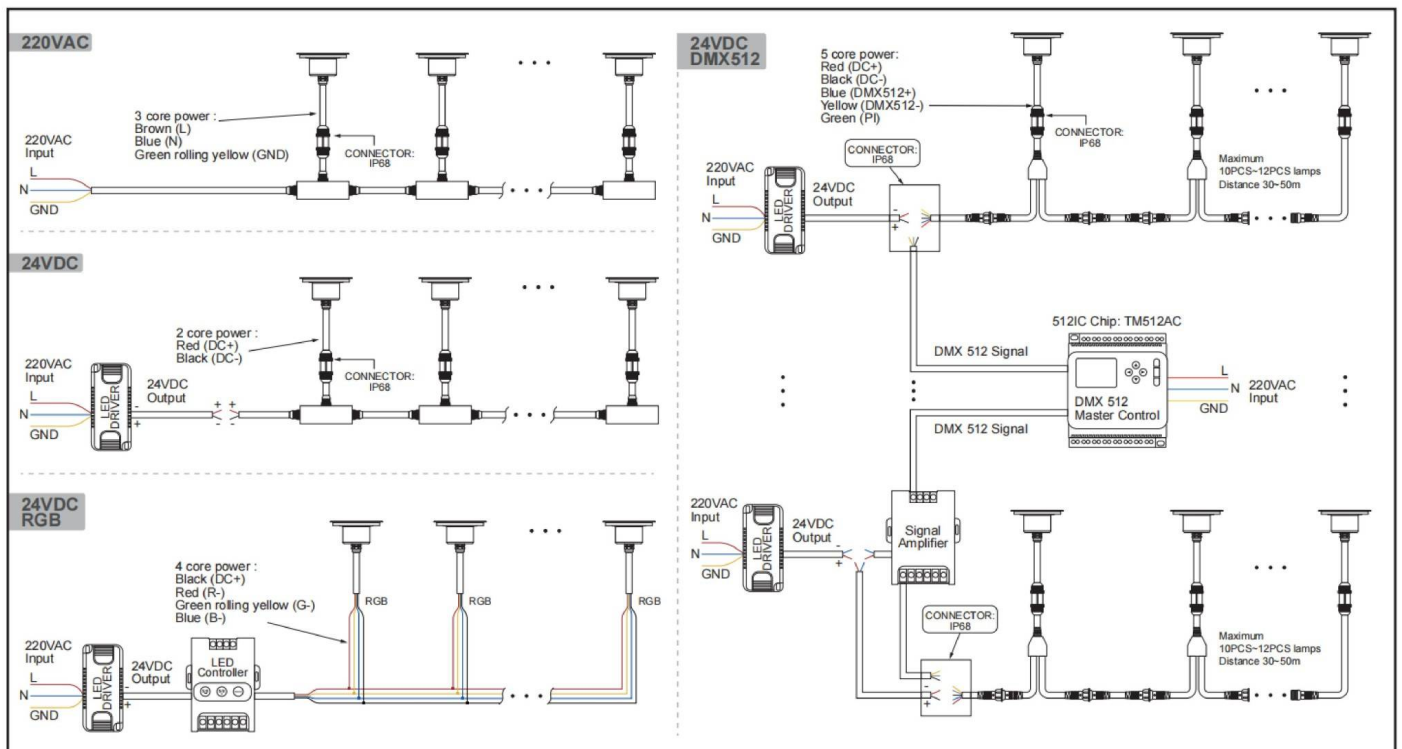 220VAC
3 core power :
Brown (L)
Blue (N)
Green rolling yellow (GND)
CONNECTOR:
IP68
220VAC
Input
L
N
GND
24VDC
2 core power :
Red (DC+)
Black (DC-)
CONNECTOR:
IP68
220VAC
Input
L
N
GND
LED
DRIVER
24VDC
Output
-
+
+ +
- -
24VDC
RGB
4 core power :
Black (DC+)
Red (R-)
Green rolling yellow (G-)
Blue (B-)
RGB
RGB
RGB
220VAC
Input
L
N
GND
LED
DRIVER
24VDC
Output
-
+
LED
Controller
24VDC
DMX512
5 core power:
Red (DC+)
Black (DC-)
Blue (DMX512+)
Yellow (DMX512-)
Green (PI)
CONNECTOR:
IP68
CONNECTOR:
IP68
220VAC
Input
L
N
GND
LED
DRIVER
24VDC
Output
-
+
Maximum
10PCS~12PCS lamps
Distance 30~50m
512IC Chip: TM512AC
DMX 512 Signal
DMX 512
Master Control
L
N
GND
220VAC
Input
DMX 512 Signal
220VAC
Input
L
N
GND
LED
DRIVER
24VDC
Output
-
+
Signal
Amplifier
CONNECTOR:
IP68
-
+
Maximum
10PCS~12PCS lamps
Distance 30~50m